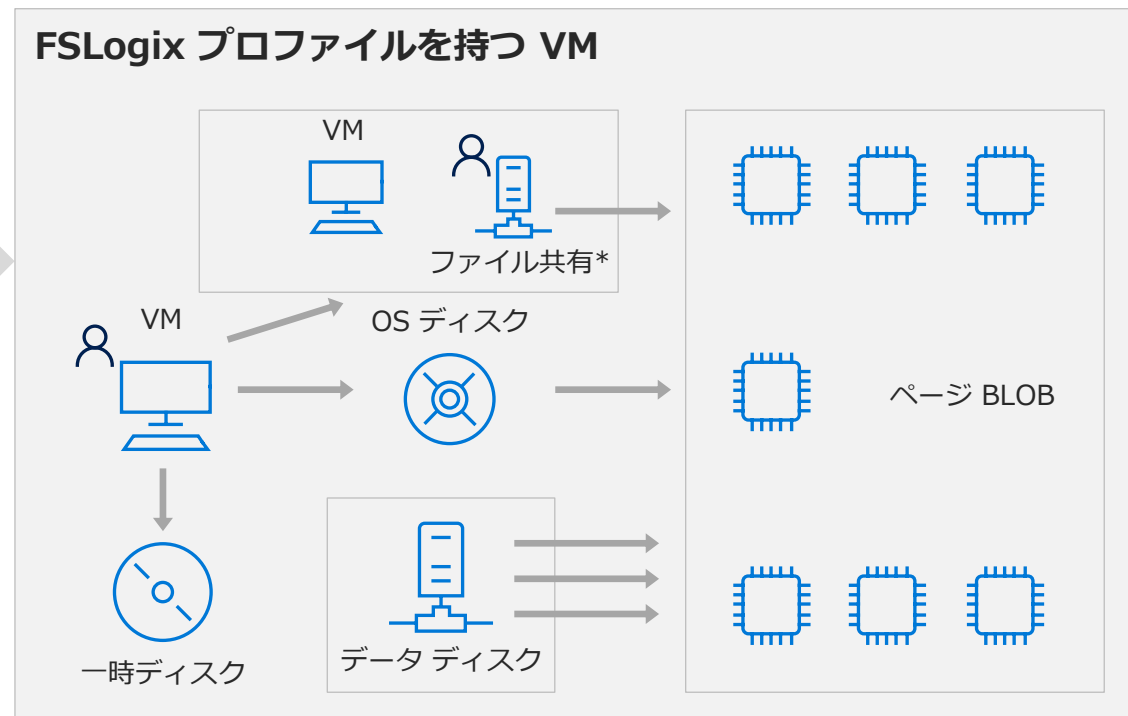 FSLogix プロファイルを持つ VM
VM
ファイル共有*
VM
OS ディスク
ページ BLOB
データ ディスク
一時ディスク